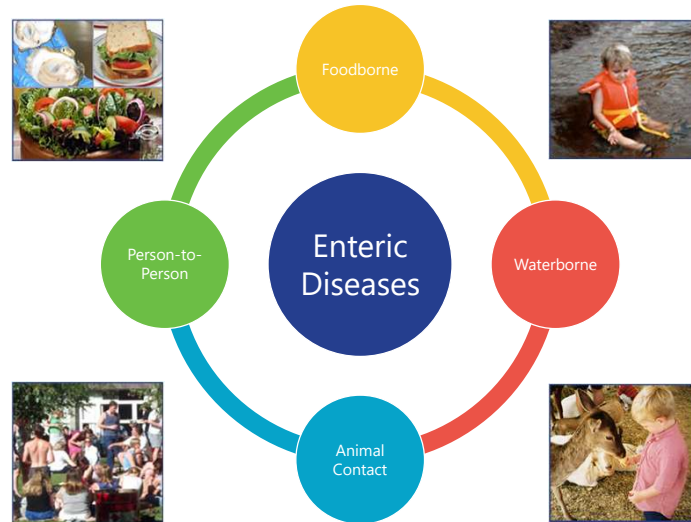 Foodborne
Person-to-
Person
Enteric
Diseases
Waterborne
Animal
Contact